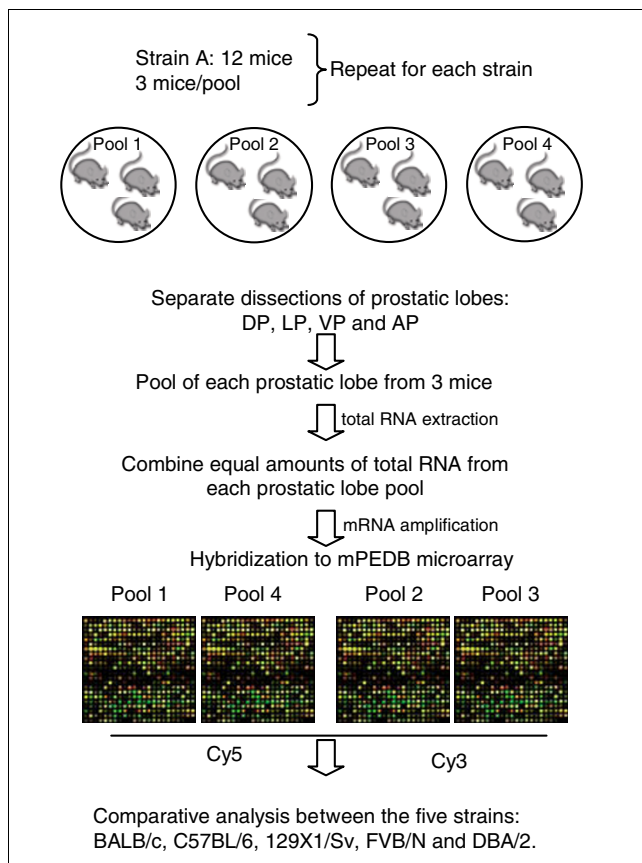 Strain A: 12 mice
3 mice/pool
Repeat for each strain
Pool 1
Pool 2
Pool 3
Pool 4
Separate dissections of prostatic lobes:
DP, LP, VP and AP
Pool of each prostatic lobe from 3 mice
total RNA extraction
Combine equal amounts of total RNA from
each prostatic lobe pool
mRNA amplification
Hybridization to mPEDB microarray
Pool 1
Pool 4
Pool 2
Pool 3
Cy5
Cy3
Comparative analysis between the five strains:
BALB/c, C57BL/6, 129X1/Sv, FVB/N and DBA/2.